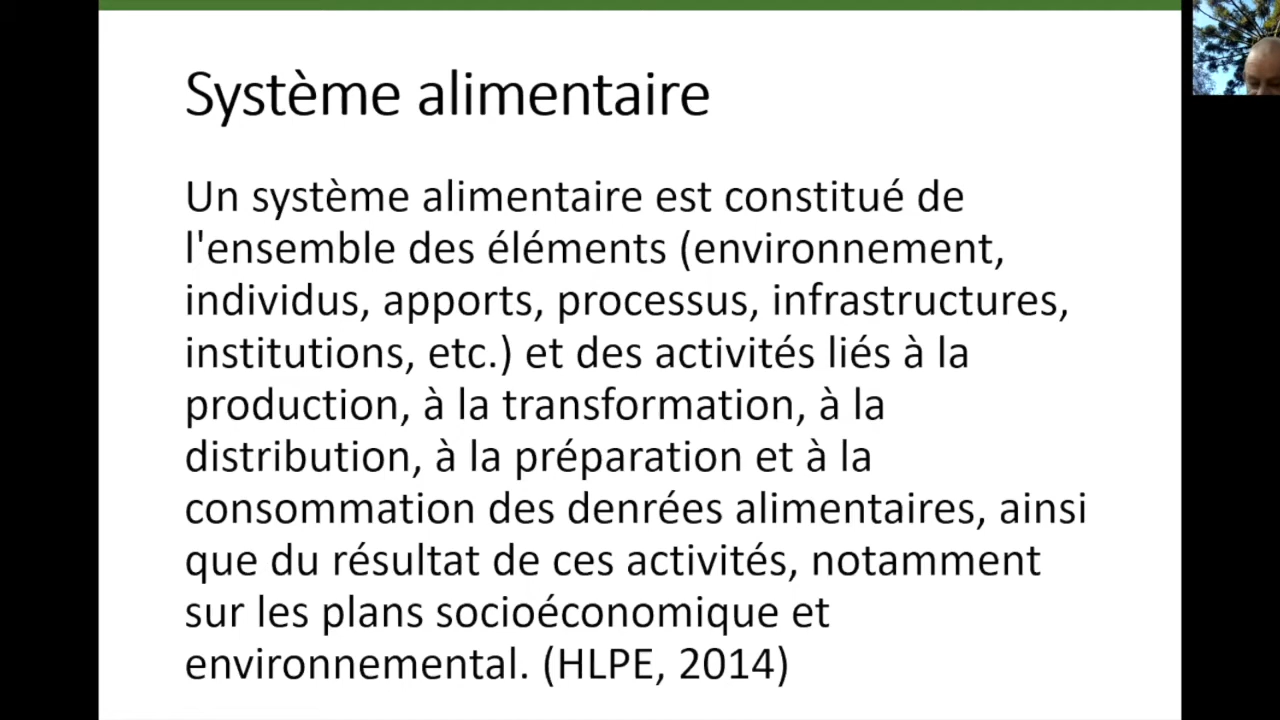 Système alimentaire
Un système alimentaire est constitué de
l'ensemble des éléments (environnement,
individus, apports, processus, infrastructures,
institutions, etc.) et des activités liés à la
production, à la transformation, à la
distribution, à la préparation et à la
consommation des denrées alimentaires, ainsi
que du résultat de ces activités, notamment
sur les plans socioéconomique et
environnemental. (HLPE, 2014)